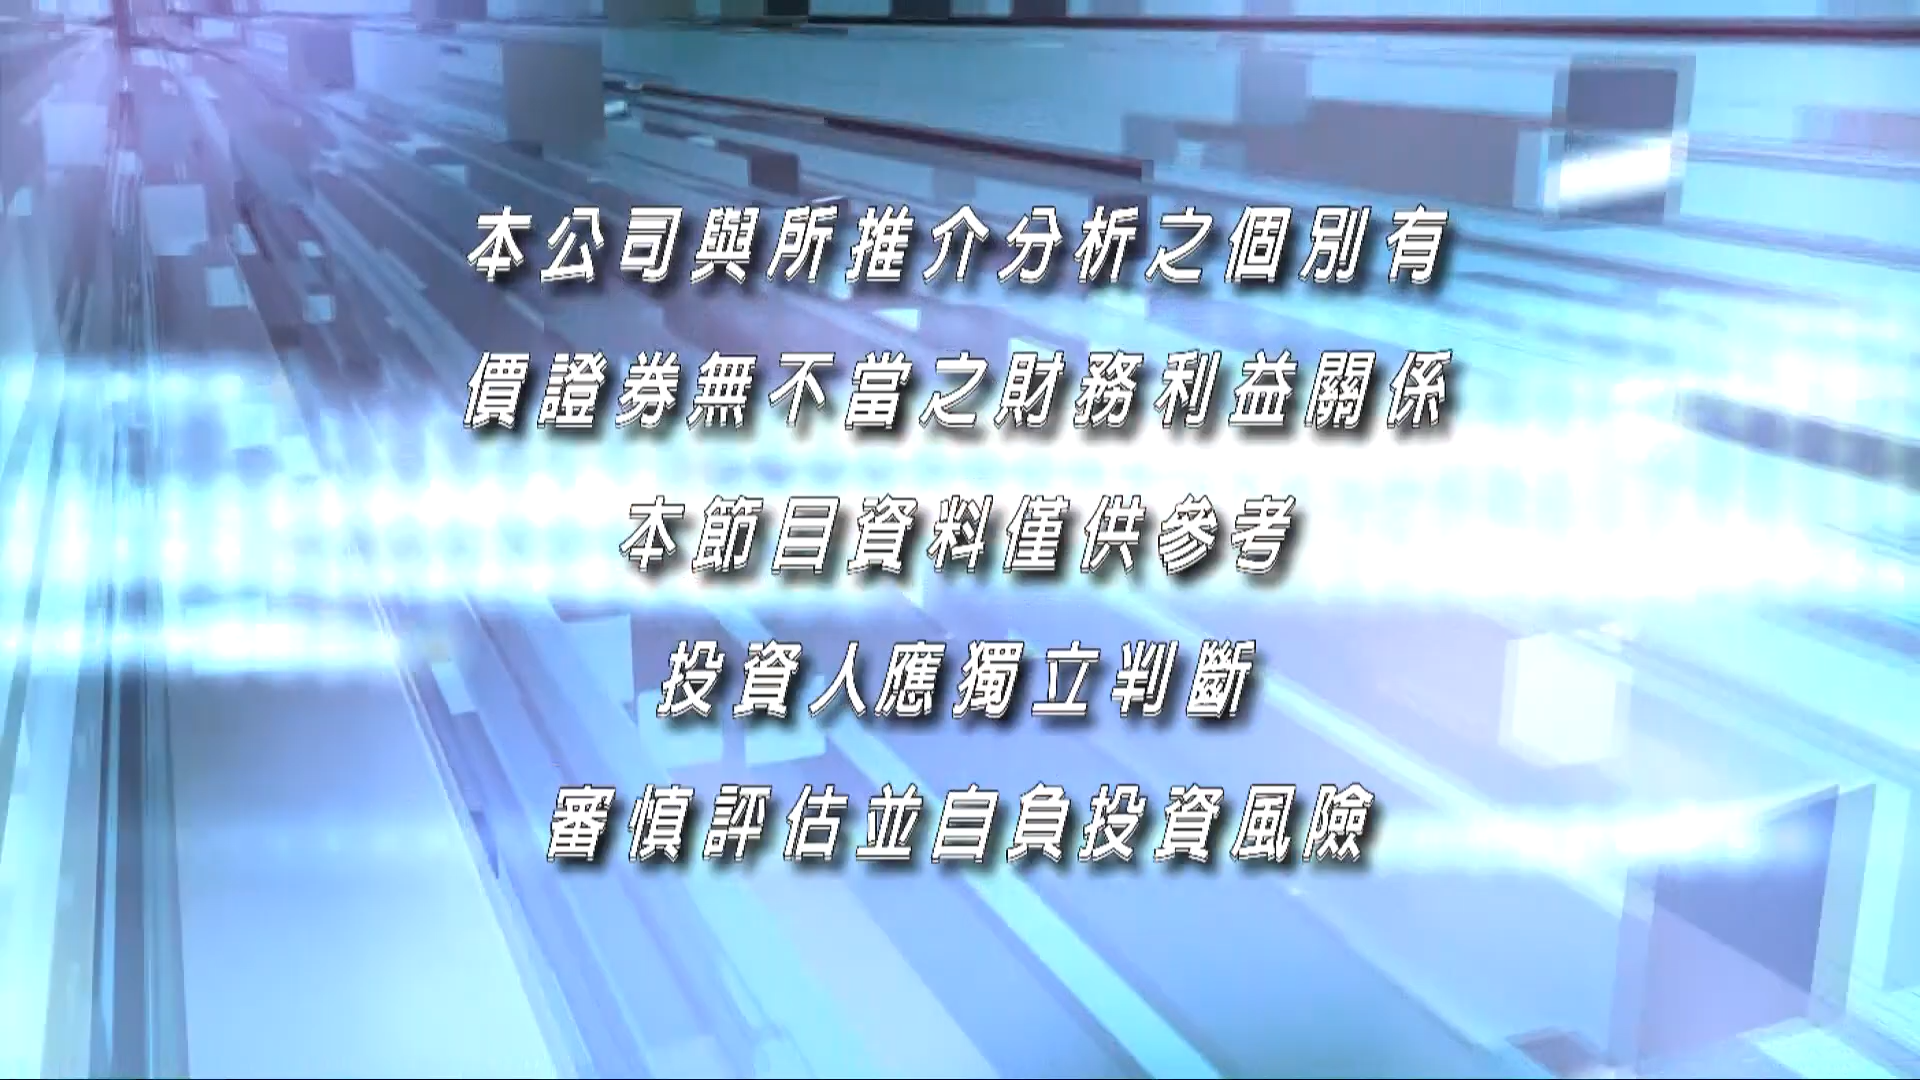 本公司與所推介分析之個別有
價證券無不當之財務利益關係
本節目資料僅供參考
投資人應獨立判斷
審慎評估並自負投資風險